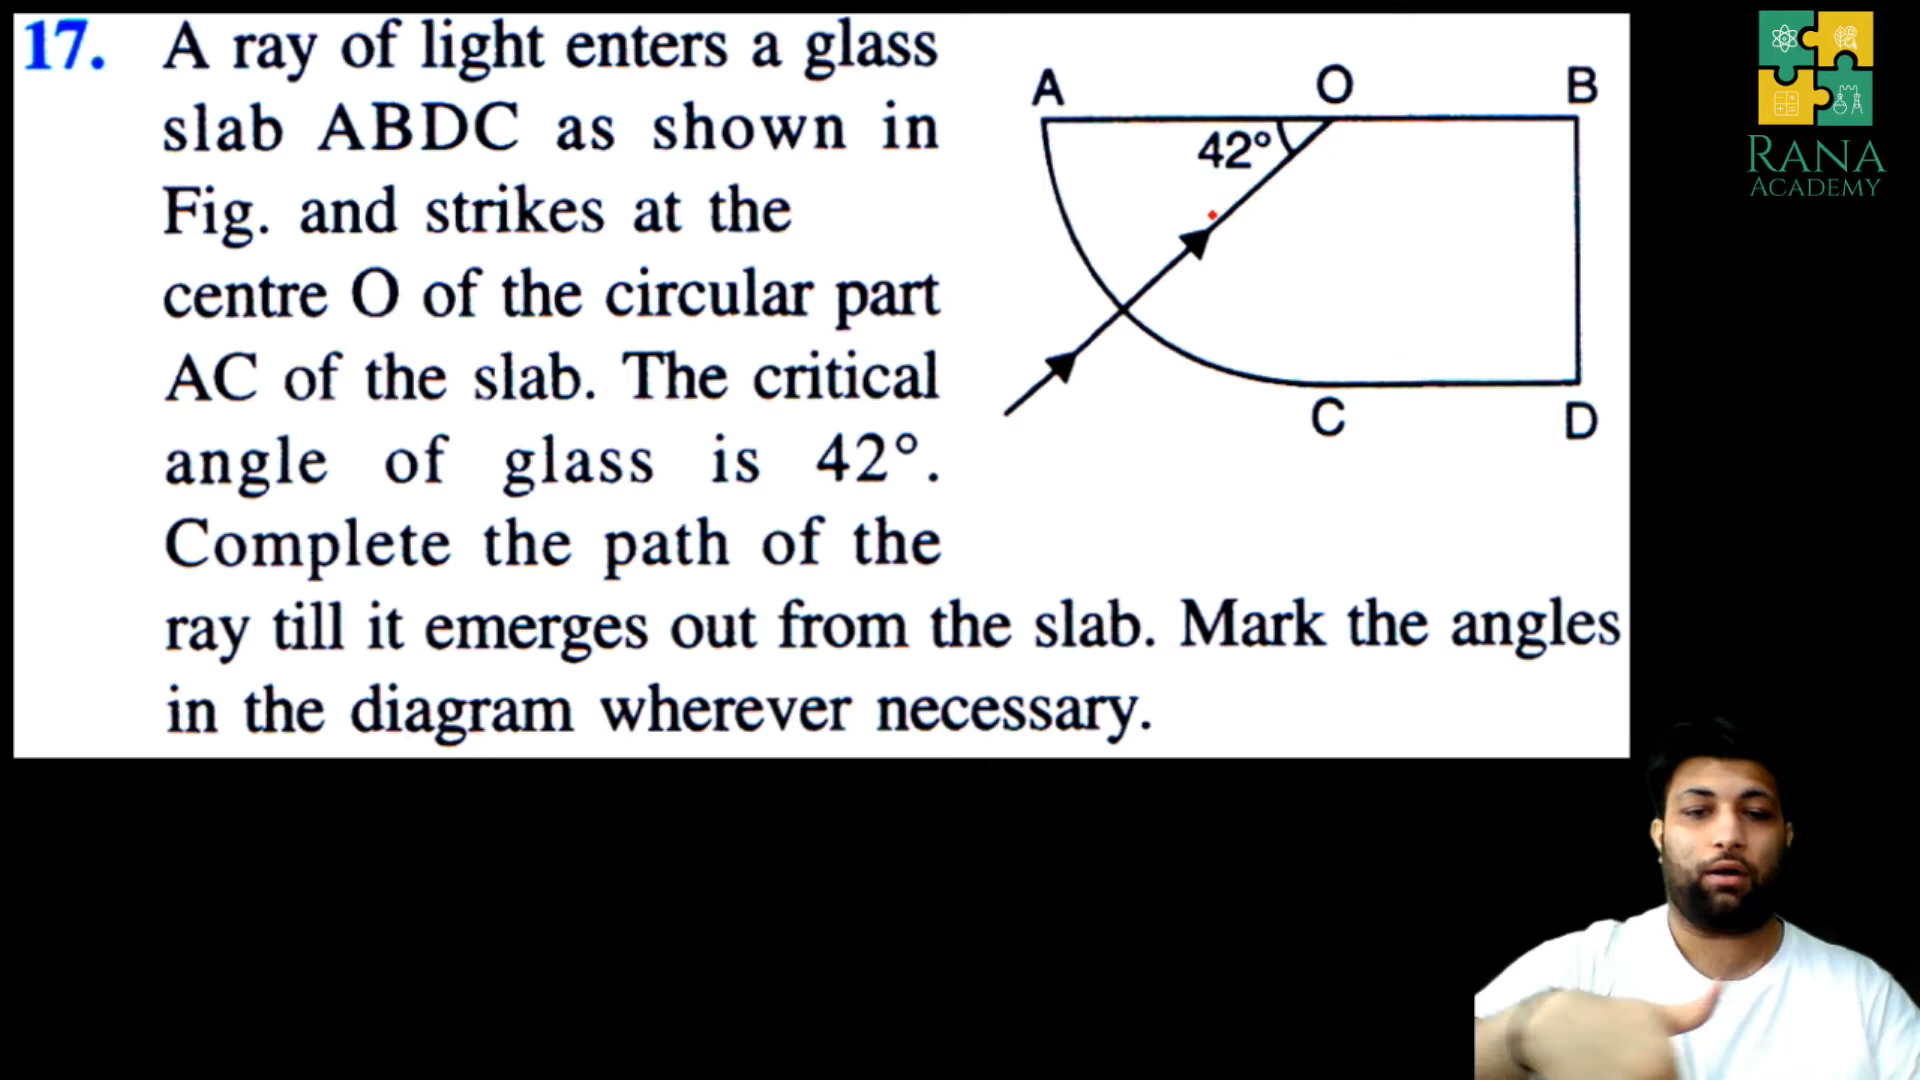 17. A ray of light enters a glass
slab ABDC as shown in
Fig. and strikes at the
centre O of the circular part
AC of the slab. The critical
angle of glass is 42°.
Complete the path of the
ray till it emerges out from the slab. Mark the angles
in the diagram wherever necessary.
A O B
42°
C D
RANA
ACADEMY